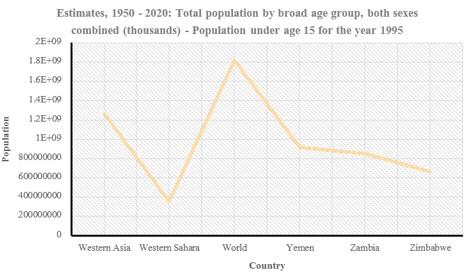 Estimates, 1950 - 2020: Total population by broad age group, both sexes
combined (thousands) - Population under age 15 for the year 1995
2E+09
1.8E+09
1.6E+09
1.4E+09
1.2E+09
1E+09
800000000
600000000
400000000
200000000
0
Population
Western Asia Western Sahara World Yemen Zambia Zimbabwe
Country